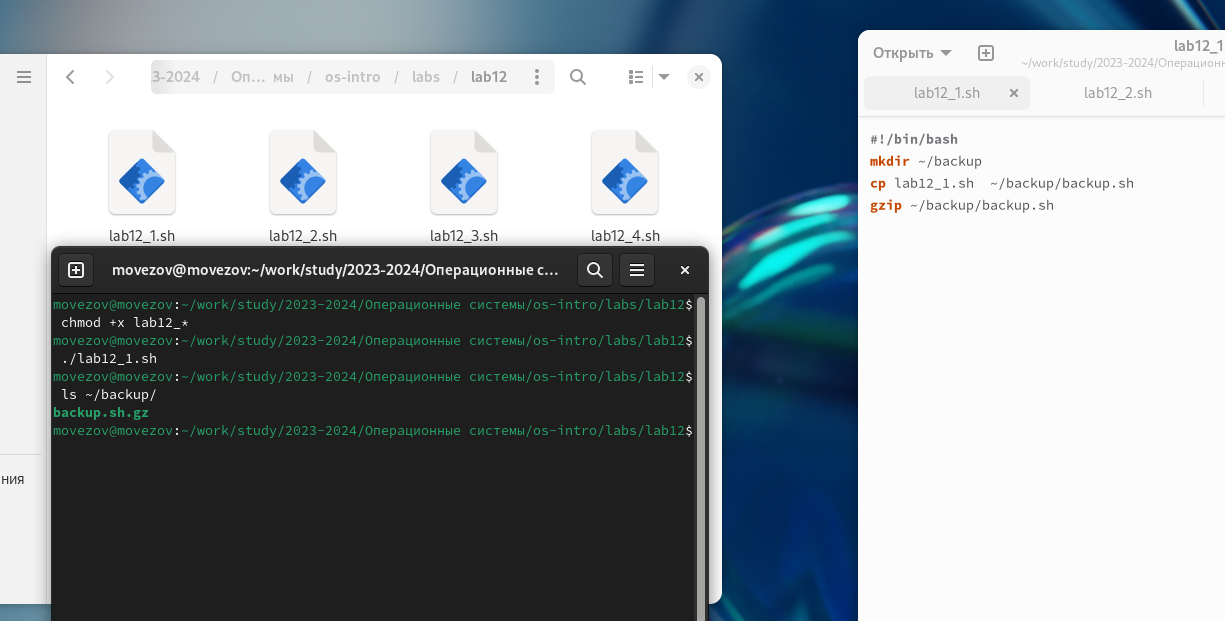 3-2024 / Оп… мы / os-intro / labs / lab12
lab12_1.sh
lab12_2.sh
lab12_3.sh
lab12_4.sh
ния
movezov@movezov:~/work/study/2023-2024/Операционные с…
movezov@movezov:~/work/study/2023-2024/Операционные системы/os-intro/labs/lab12$
chmod +x lab12_*
movezov@movezov:~/work/study/2023-2024/Операционные системы/os-intro/labs/lab12$
./lab12_1.sh
movezov@movezov:~/work/study/2023-2024/Операционные системы/os-intro/labs/lab12$
ls ~/backup/
backup.sh.gz
movezov@movezov:~/work/study/2023-2024/Операционные системы/os-intro/labs/lab12$
Открыть
lab12_1
~/work/study/2023-2024/Операционн
lab12_1.sh
lab12_2.sh
#!/bin/bash
mkdir ~/backup
cp lab12_1.sh  ~/backup/backup.sh
gzip ~/backup/backup.sh